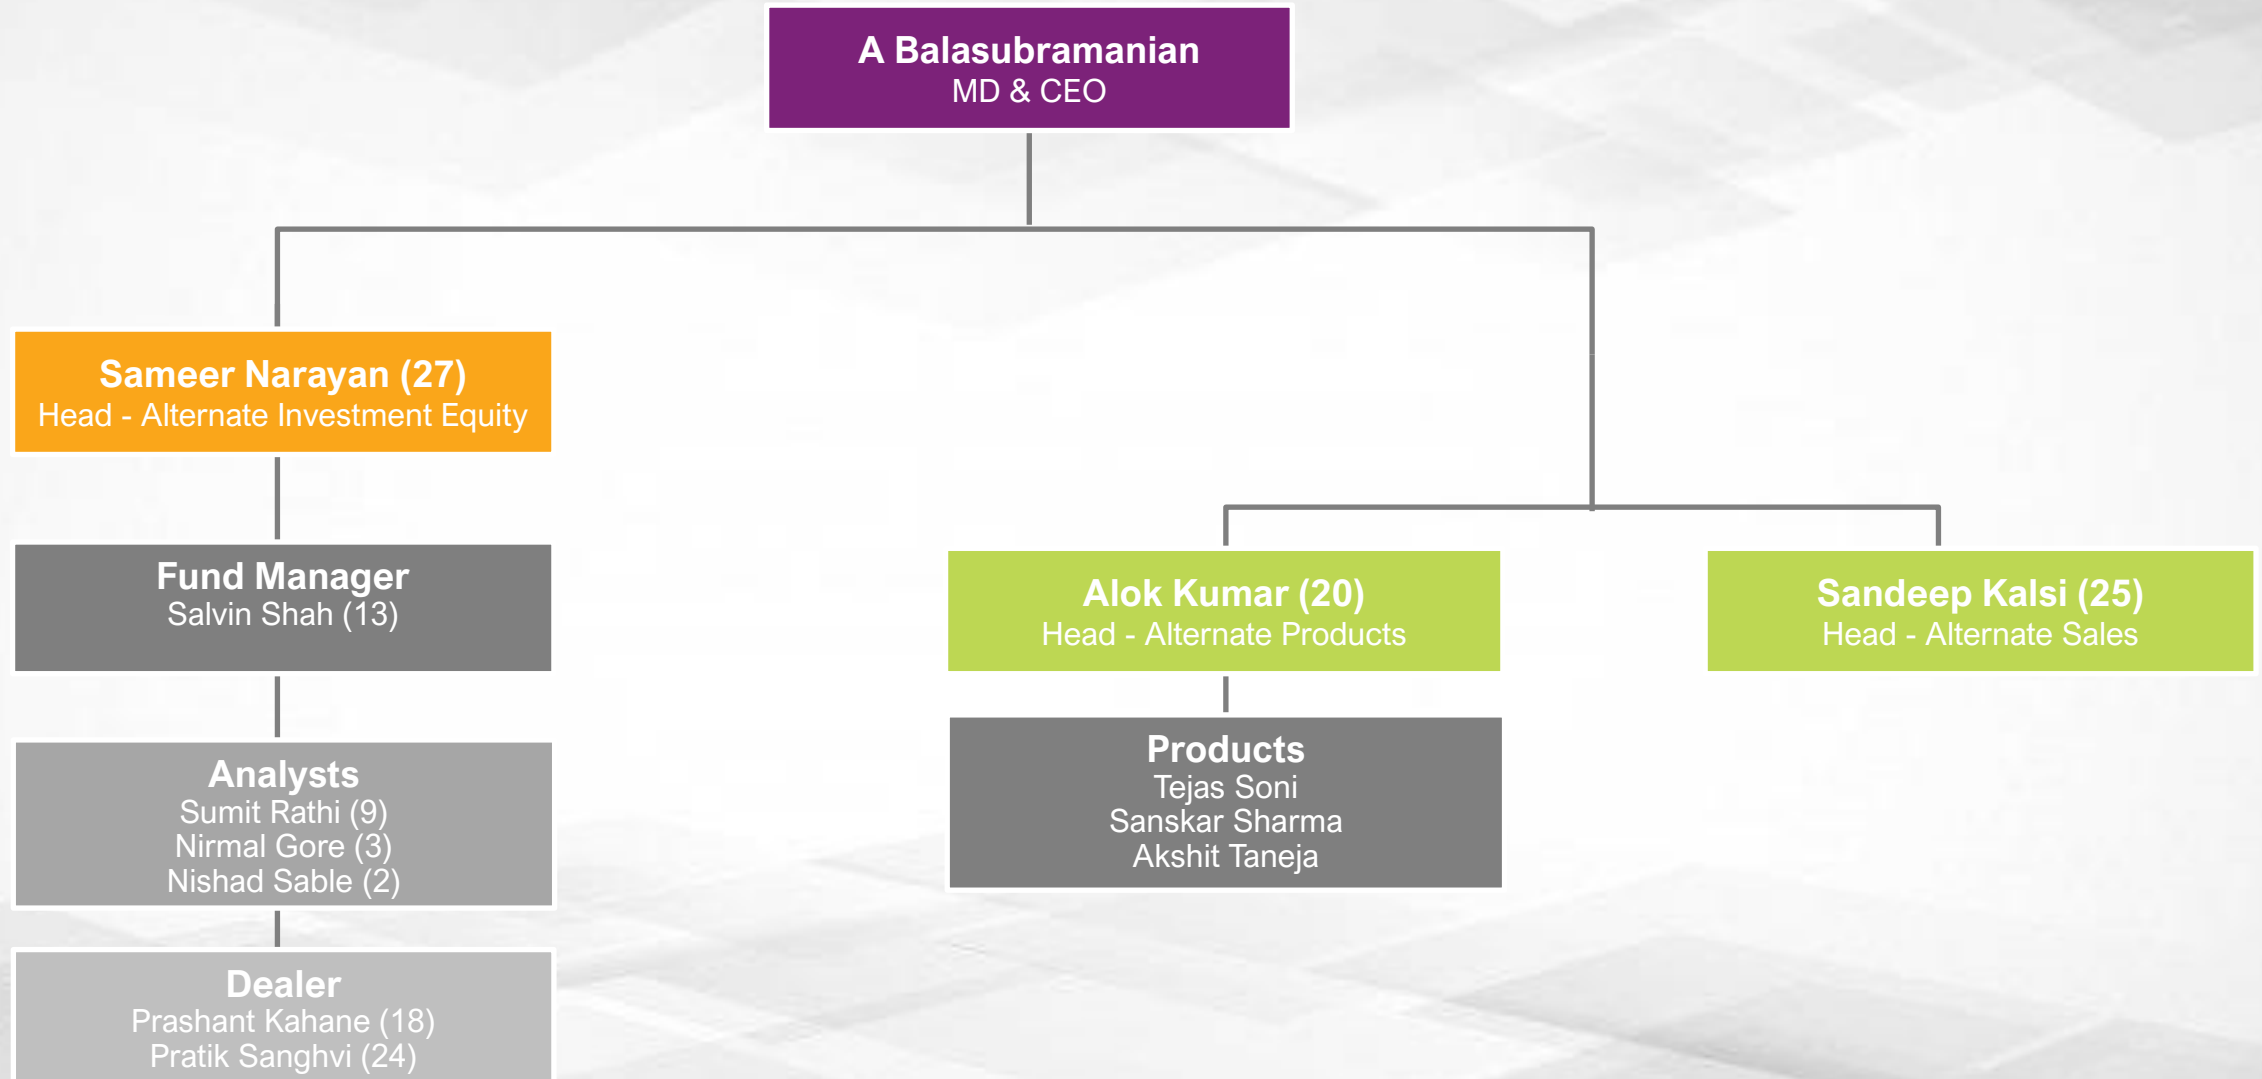 A Balasubramanian
MD & CEO
Sameer Narayan (27)
Head - Alternate Investment Equity
Fund Manager
Salvin Shah (13)
Analysts
Sumit Rathi (9)
Nirmal Gore (3)
Nishad Sable (2)
Dealer
Prashant Kahane (18)
Pratik Sanghvi (24)
Alok Kumar (20)
Head - Alternate Products
Products
Tejas Soni
Sanskar Sharma
Akshit Taneja
Sandeep Kalsi (25)
Head - Alternate Sales